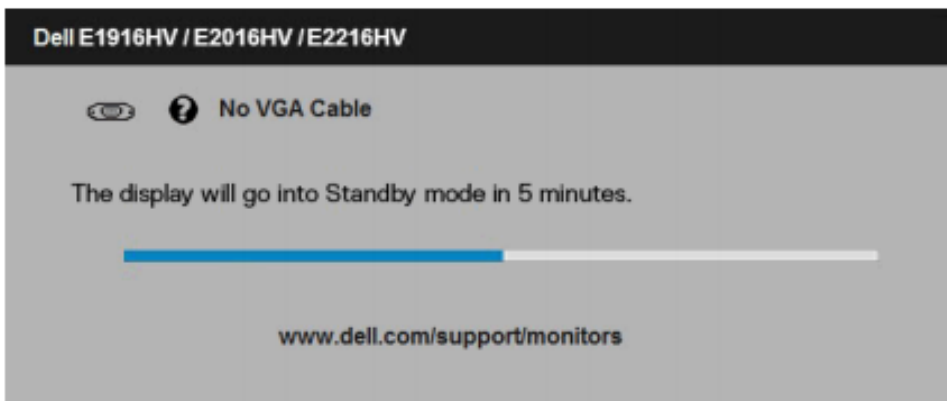 Dell E1916HV / E2016HV / E2216HV
? No VGA Cable
The display will go into Standby mode in 5 minutes.
www.dell.com/support/monitors